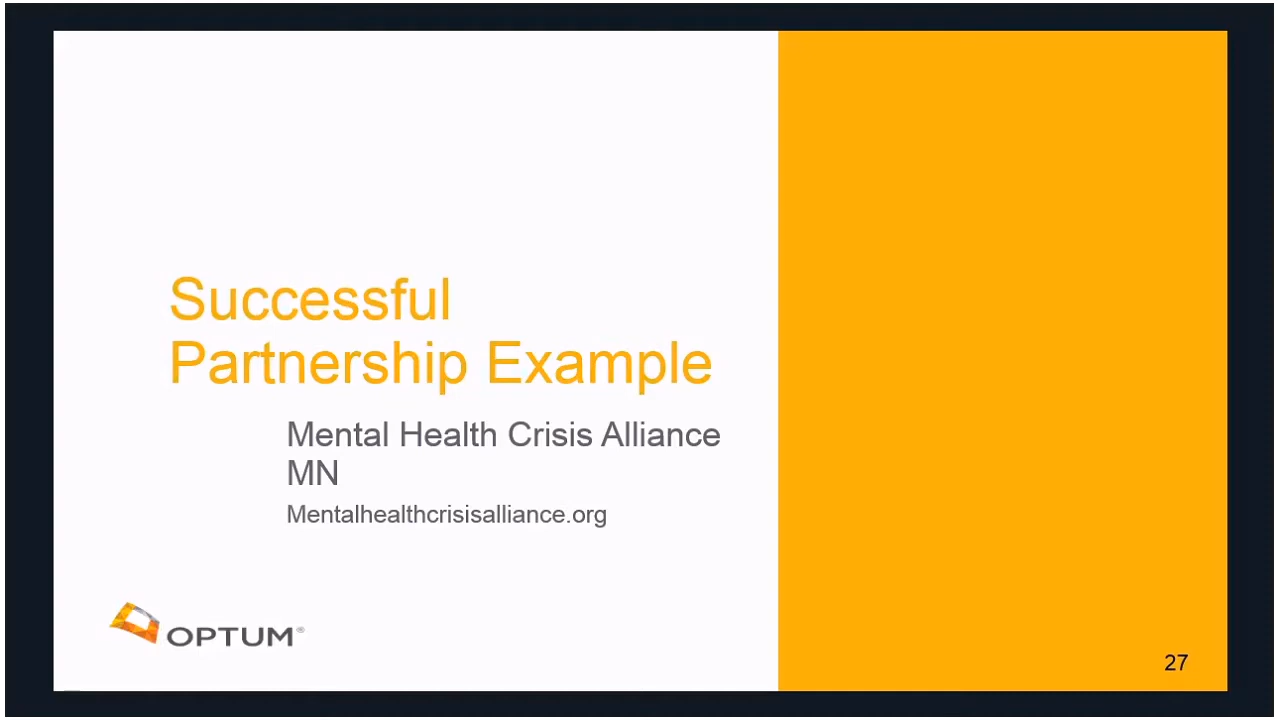 Successful
Partnership Example
Mental Health Crisis Alliance
MN
Mentalhealthcrisisalliance.org
OPTUM®
27